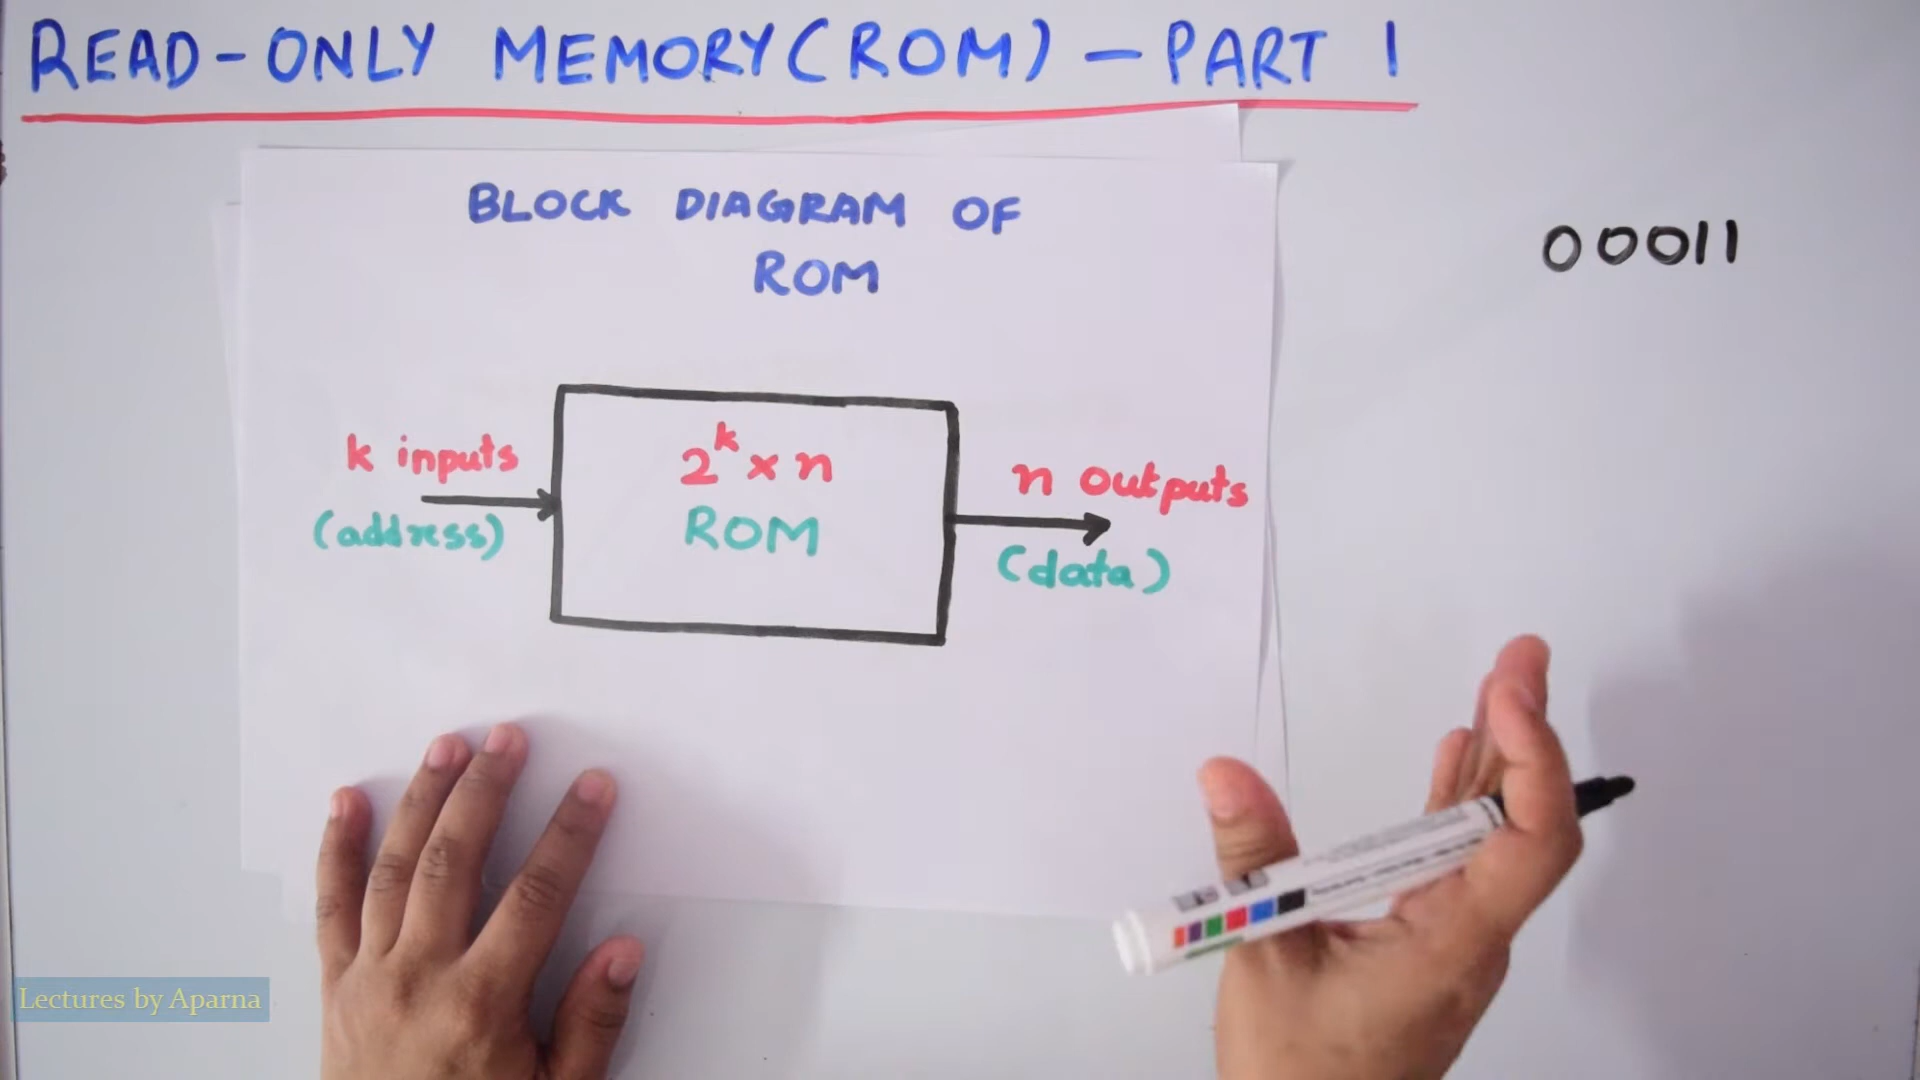 READ-ONLY MEMORY(ROM) - PART 1
BLOCK DIAGRAM OF
ROM
00011
k inputs
(address)
2^k x n
ROM
n outputs
(data)
Lectures by Aparna